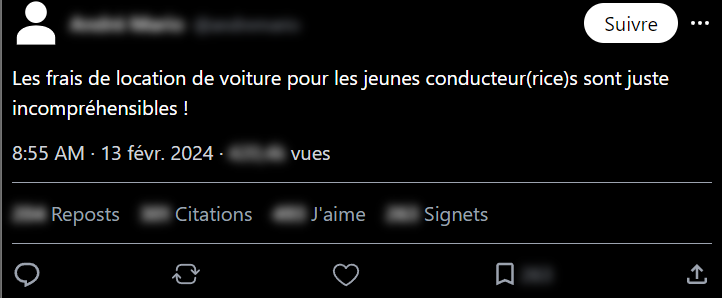 Suivre
Les frais de location de voiture pour les jeunes conducteur(rice)s sont juste
incompréhensibles !
8:55 AM · 13 févr. 2024 · vues
Reposts Citations J'aime Signets